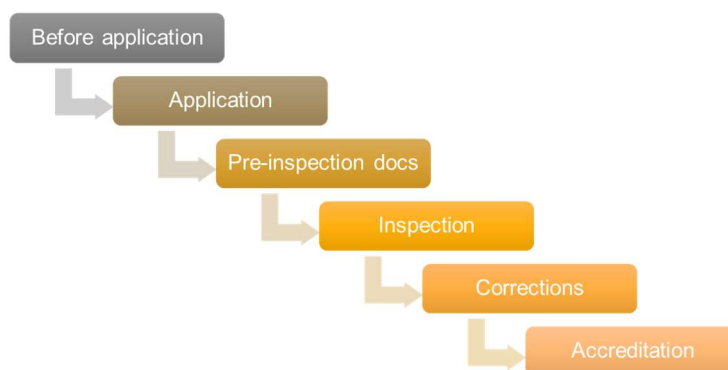 Before application
Application
Pre-inspection docs
Inspection
Corrections
Accreditation